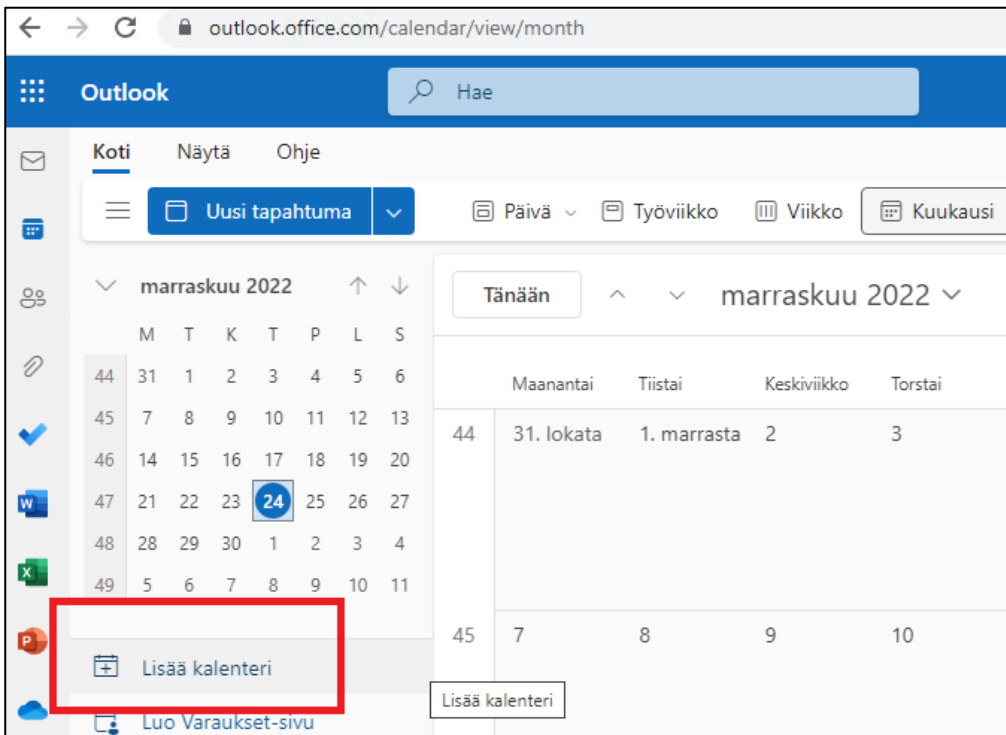 outlook.office.com/calendar/view/month
Outlook
Hae
Koti Näytä Ohje
Uusi tapahtuma
Päivä Työviikko Viikko Kuukausi
marraskuu 2022
M T K T P L S
44 31 1 2 3 4 5 6
45 7 8 9 10 11 12 13
46 14 15 16 17 18 19 20
47 21 22 23 24 25 26 27
48 28 29 30 1 2 3 4
49 5 6 7 8 9 10 11
Lisää kalenteri
Luo Varaukset-sivu
Tänään marraskuu 2022
Maanantai Tiistai Keskiviikko Torstai
44 31. lokata 1. marrasta 2 3
45 7 8 9 10
Lisää kalenteri
W
X
P